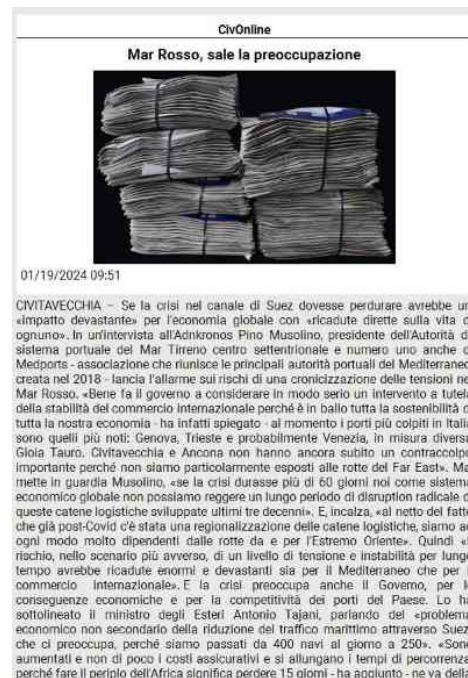 CivOnline
Mar Rosso, sale la preoccupazione
01/19/2024 09:51
CIVITAVECCHIA – Se la crisi nel canale di Suez dovesse perdurare avrebbe un
«impatto devastante» per l'economia globale con «ricadute dirette sulla vita d
ognuno». In un'intervista all'Adnkronos Pino Musolino, presidente dell'Autorità d
sistema portuale del Mar Tirreno centro settentrionale e numero uno anche d
Medports - associazione che riunisce le principali autorità portuali del Mediterraneo
creata nel 2018 - lancia l'allarme sui rischi di una cronicizzazione delle tensioni ne
Mar Rosso. «Bene fa il governo a considerare in modo serio un intervento a tutela
della stabilità del commercio internazionale perché è in ballo tutta la sostenibilità d
tutta la nostra economia - ha infatti spiegato - al momento i porti più colpiti in Italia
sono quelli più noti: Genova, Trieste e probabilmente Venezia, in misura diversa
Gioia Tauro. Civitavecchia e Ancona non hanno ancora subito un contraccolpo
importante perché non siamo particolarmente esposti alle rotte del Far East». Ma
mette in guardia Musolino, «se la crisi durasse più di 60 giorni noi come sistema
economico globale non possiamo reggere un lungo periodo di disruption radicale d
queste catene logistiche sviluppate ultimi tre decenni». E, incalza, «al netto del fatto
che già post-Covid c'è stata una regionalizzazione delle catene logistiche, siamo ad
ogni modo molto dipendenti dalle rotte da e per l'Estremo Oriente». Quindi «i
rischio, nello scenario più avverso, di un livello di tensione e instabilità per lungo
tempo avrebbe ricadute enormi e devastanti sia per il Mediterraneo che per i
commercio internazionale». E la crisi preoccupa anche il Governo, per le
conseguenze economiche e per la competitività dei porti del Paese. Lo ha
sottolineato il ministro degli Esteri Antonio Tajani, parlando del «problema
economico non secondario della riduzione del traffico marittimo attraverso Suez
che ci preoccupa, perché siamo passati da 400 navi al giorno a 250». «Sono
aumentati e non di poco i costi assicurativi e si allungano i tempi di percorrenza
perché fare il periplo dell'Africa significa perdere 15 giorni - ha aggiunto - ne va della